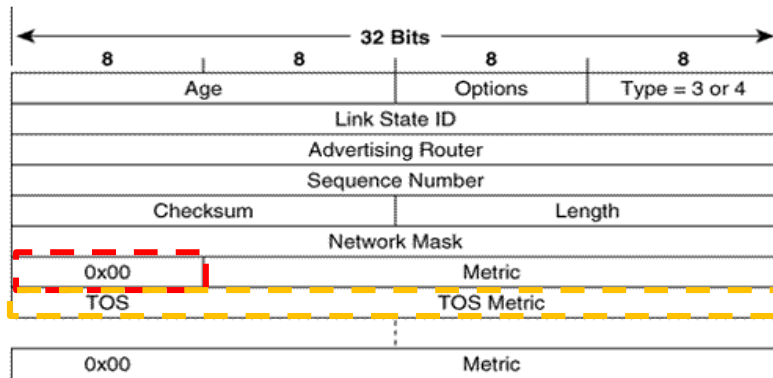 32 Bits
8 8 8 8
Age Options Type = 3 or 4
Link State ID
Advertising Router
Sequence Number
Checksum Length
Network Mask
0x00 Metric
TOS TOS Metric
0x00 Metric